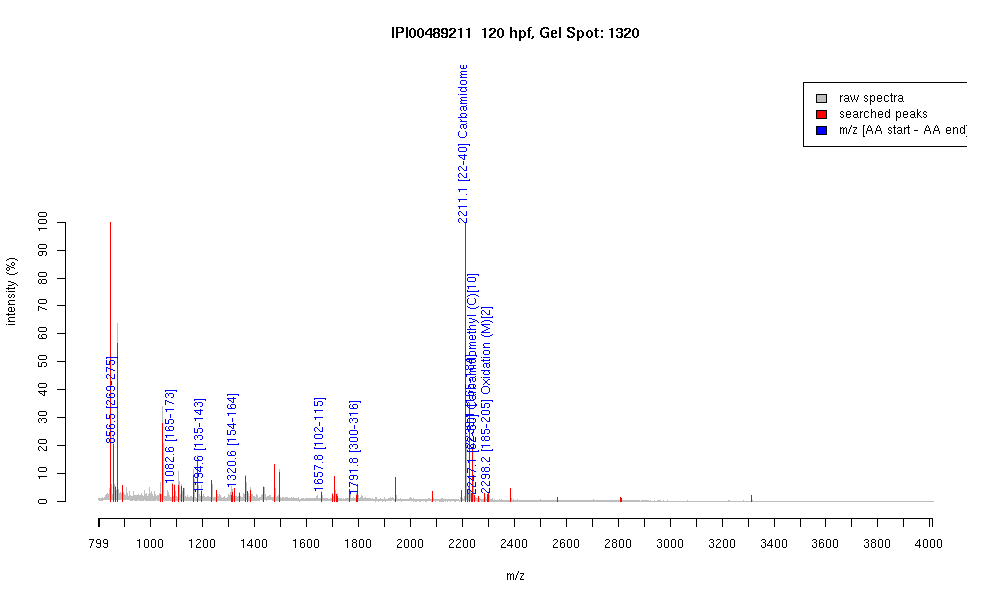 IPI00489211 120 hpf, Gel Spot: 1320
raw spectra
searched peaks
m/z [AA start - AA end]
intensity (%)
100
90
80
70
60
50
40
30
20
10
0
856.5 [269-275]
1082.6 [165-173]
1194.6 [135-143]
1320.6 [154-164]
1657.8 [102-115]
1791.8 [300-316]
2211.1 [22-40] Carbamidome
Carbamidomethyl (C)[10]
2298.2 [185-205] Oxidation (M)[2]
799 1000 1200 1400 1600 1800 2000 2200 2400 2600 2800 3000 3200 3400 3600 3800 4000
m/z